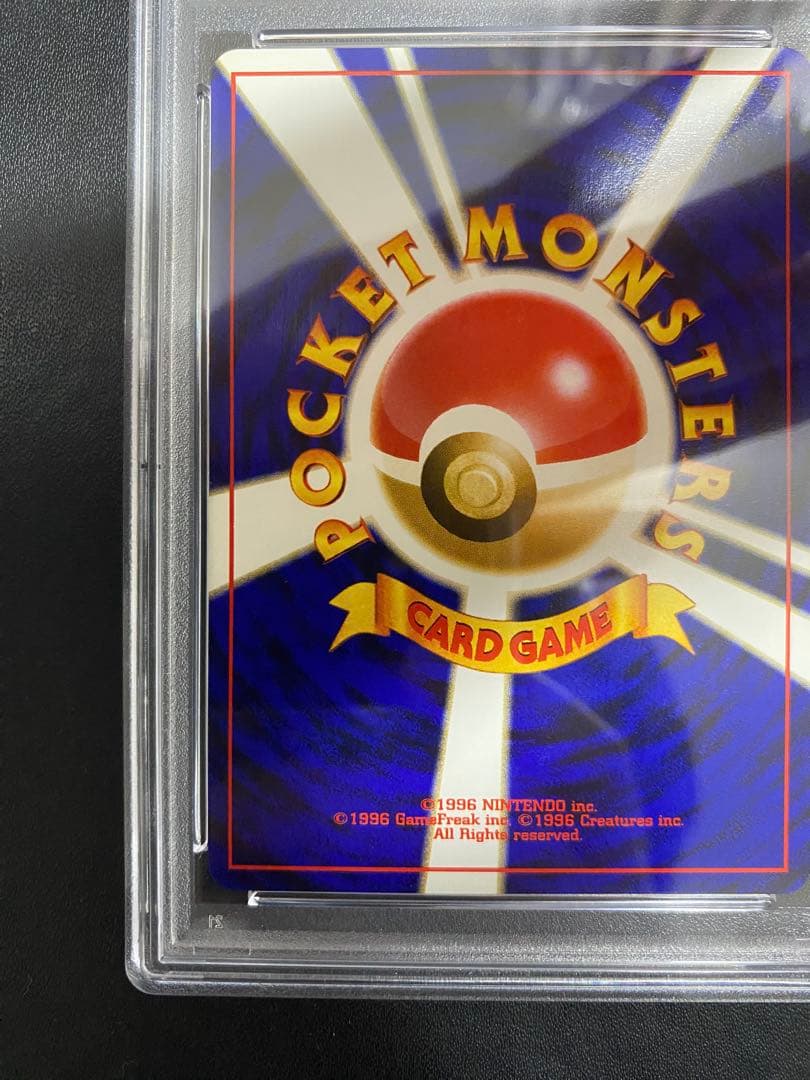 POCKET MONSTERS
CARD GAME
©1996 NINTENDO inc.
©1996 GameFreak inc. ©1996 Creatures inc.
All Rights reserved.